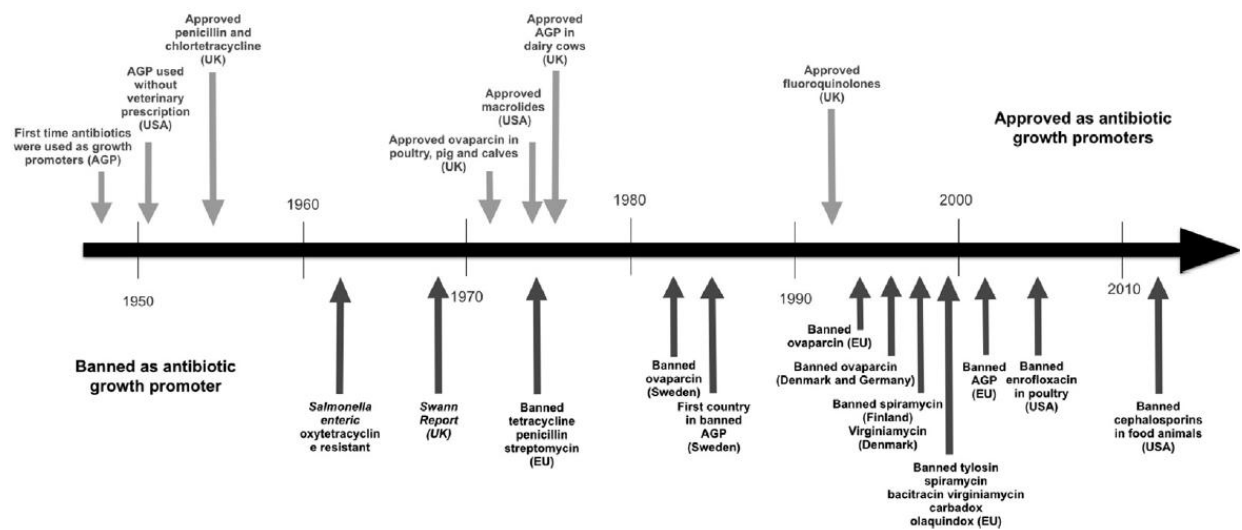 Approved
penicillin and
chlortetracycline
(UK)
AGP used
without
veterinary
prescription
(USA)
First time antibiotics
were used as growth
promoters (AGP)
Approved
AGP in
dairy cows
(UK)
Approved
macrolides
(USA)
Approved ovaparcin in
poultry, pig and calves
(UK)
Approved
fluoroquinolones
(UK)
Approved as antibiotic
growth promoters
1960
1980
2000
1950
1970
1990
2010
Banned as antibiotic
growth promoter
Salmonella
enteric
oxytetracyclin
e resistant
Swann
Report
(UK)
Banned
tetracycline
penicillin
streptomycin
(EU)
Banned
ovaparcin
(Sweden)
First country
in banned
AGP
(Sweden)
Banned
ovaparcin (EU)
Banned ovaparcin
(Denmark and Germany)
Banned spiramycin
(Finland)
Virginiamycin
(Denmark)
Banned tylosin
spiramycin
bacitracin virginiamycin
carbadox
olaquindox (EU)
Banned
AGP
(EU)
Banned
enrofloxacin
in poultry
(USA)
Banned
cephalosporins
in food animals
(USA)